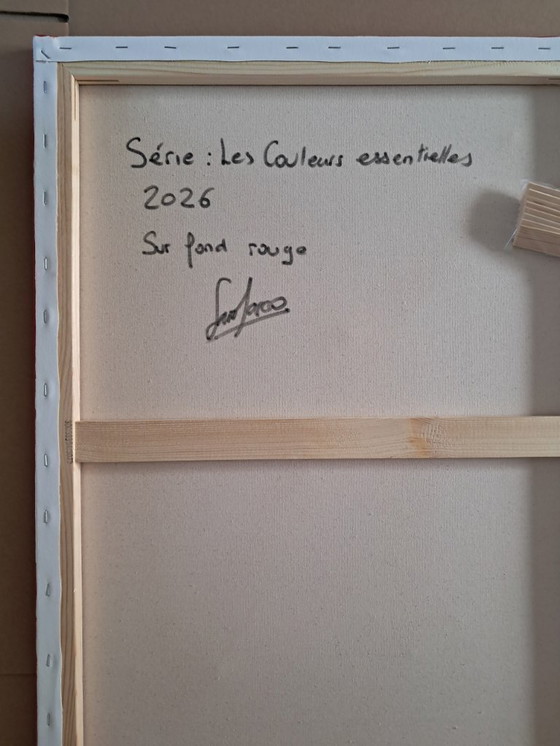 Série : Les Couleurs essentielles
2026
Sur fond rouge